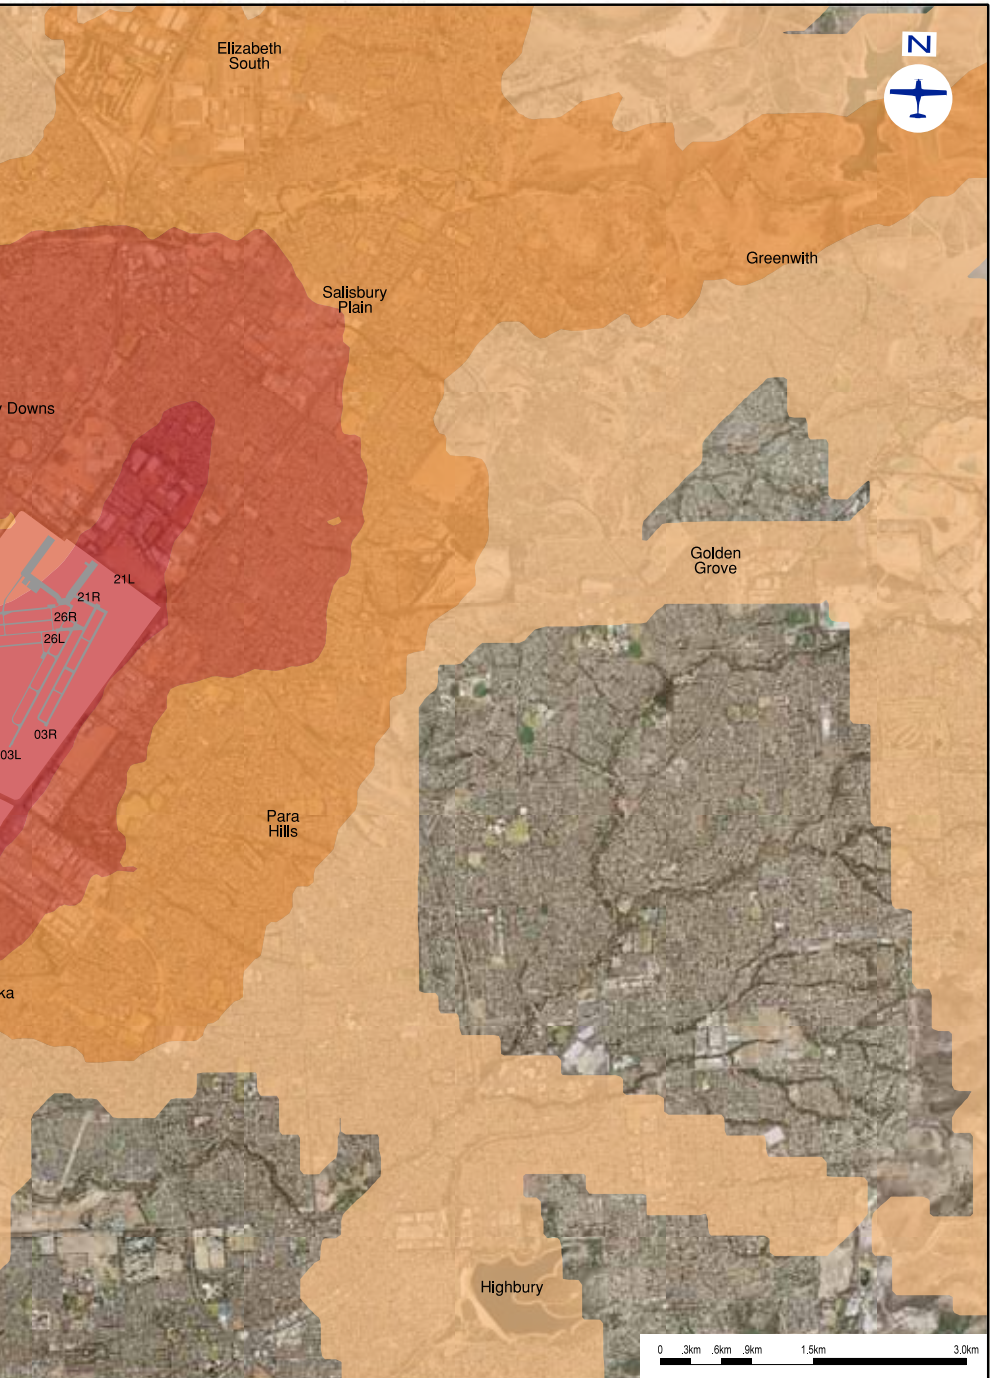 Elizabeth
South
N
Greenwith
Salisbury
Plain
Downs
Golden
Grove
21L
21R
26R
26L
03R
03L
Para
Hills
ka
Highbury
0 .3km .6km .9km 1.5km 3.0km